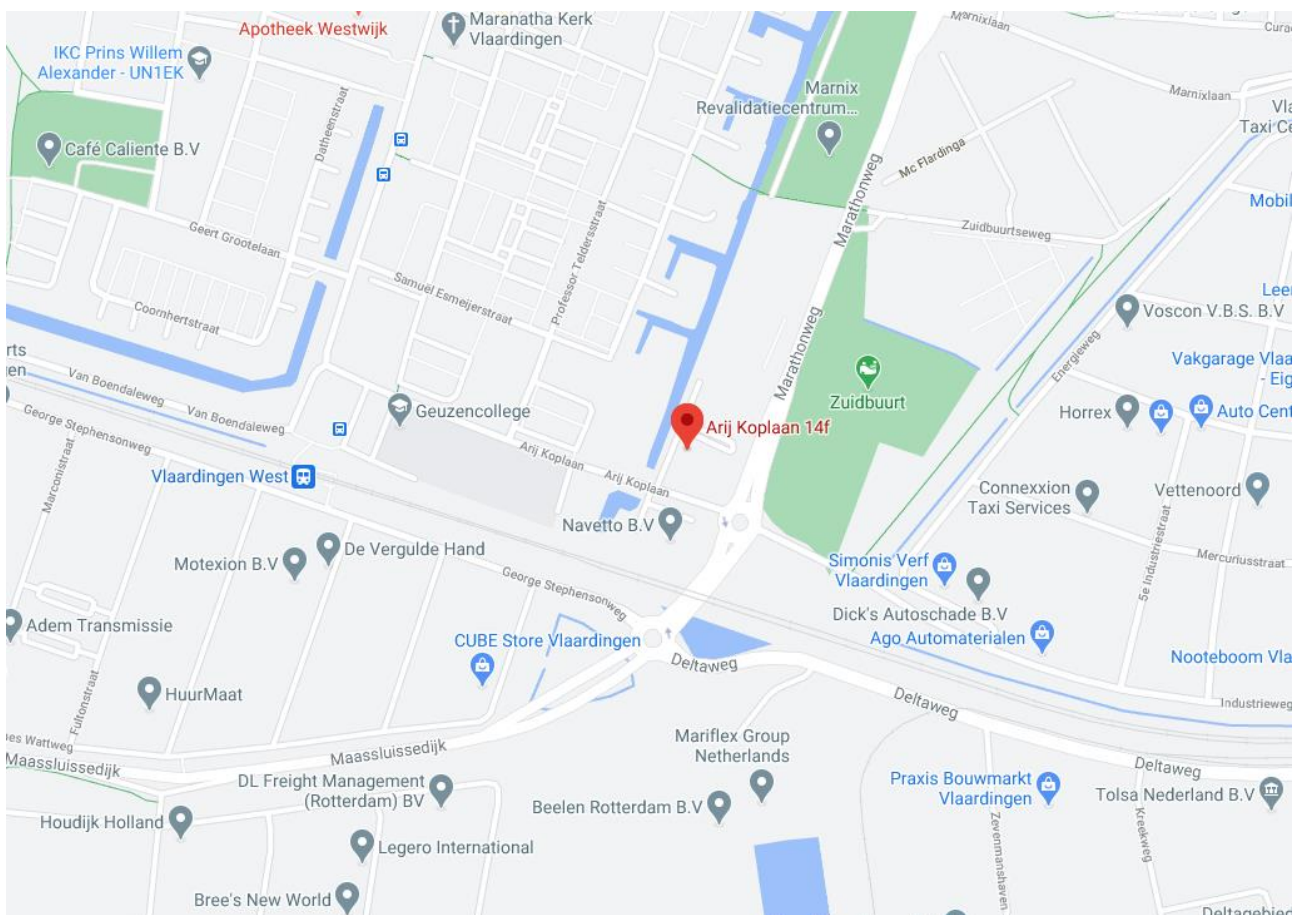 Apotheek Westwijk
Maranatha Kerk
Vlaardingen
Marnixlaan
IKC Prins Willem
Alexander - UN1EK
Marnix
Revalidatiecentrum...
Marnixlaan
Taxi Ce
Datheenstraat
Café Caliente B.V
Mc Flardinga
Marathonweg
Mobil
Geert Grootelaan
Professor Teldersstraat
Zuidbuurtseweg
Samuël Esmeijerstraat
Coornhertstraat
Voscon V.B.S. B.V
Marathonweg
Energieweg
Van Boendaleweg
Vakgarage Vlaa
Zuidbuurt
George Stephensonweg
Van Boendaleweg
Geuzencollege
Arij Koplaan 14f
Horrex
Auto Cent
Arij Koplaan
Arij Koplaan
Vlaardingen West
Marconistraat
Connexxion
Taxi Services
Vettenoord
Navetto B.V
5e Industriestraat
Mercuriusstraat
De Vergulde Hand
Motexion B.V
George Stephensonweg
Simonis Verf
Vlaardingen
Dick's Autoschade B.V
Adem Transmissie
CUBE Store Vlaardingen
Ago Automaterialen
Deltaweg
Nooteboom Vla
HuurMaat
Fultonstraat
Deltaweg
Industrieweg
es Wattweg
Maassluissedijk
Maassluissedijk
Mariflex Group
Netherlands
Deltaweg
DL Freight Management
(Rotterdam) BV
Praxis Bouwmarkt
Vlaardingen
Tolsa Nederland B.V
Beelen Rotterdam B.V
Houdijk Holland
Zevenmanshaven
Kreekweg
Legero International
Bree's New World
Deltagebied